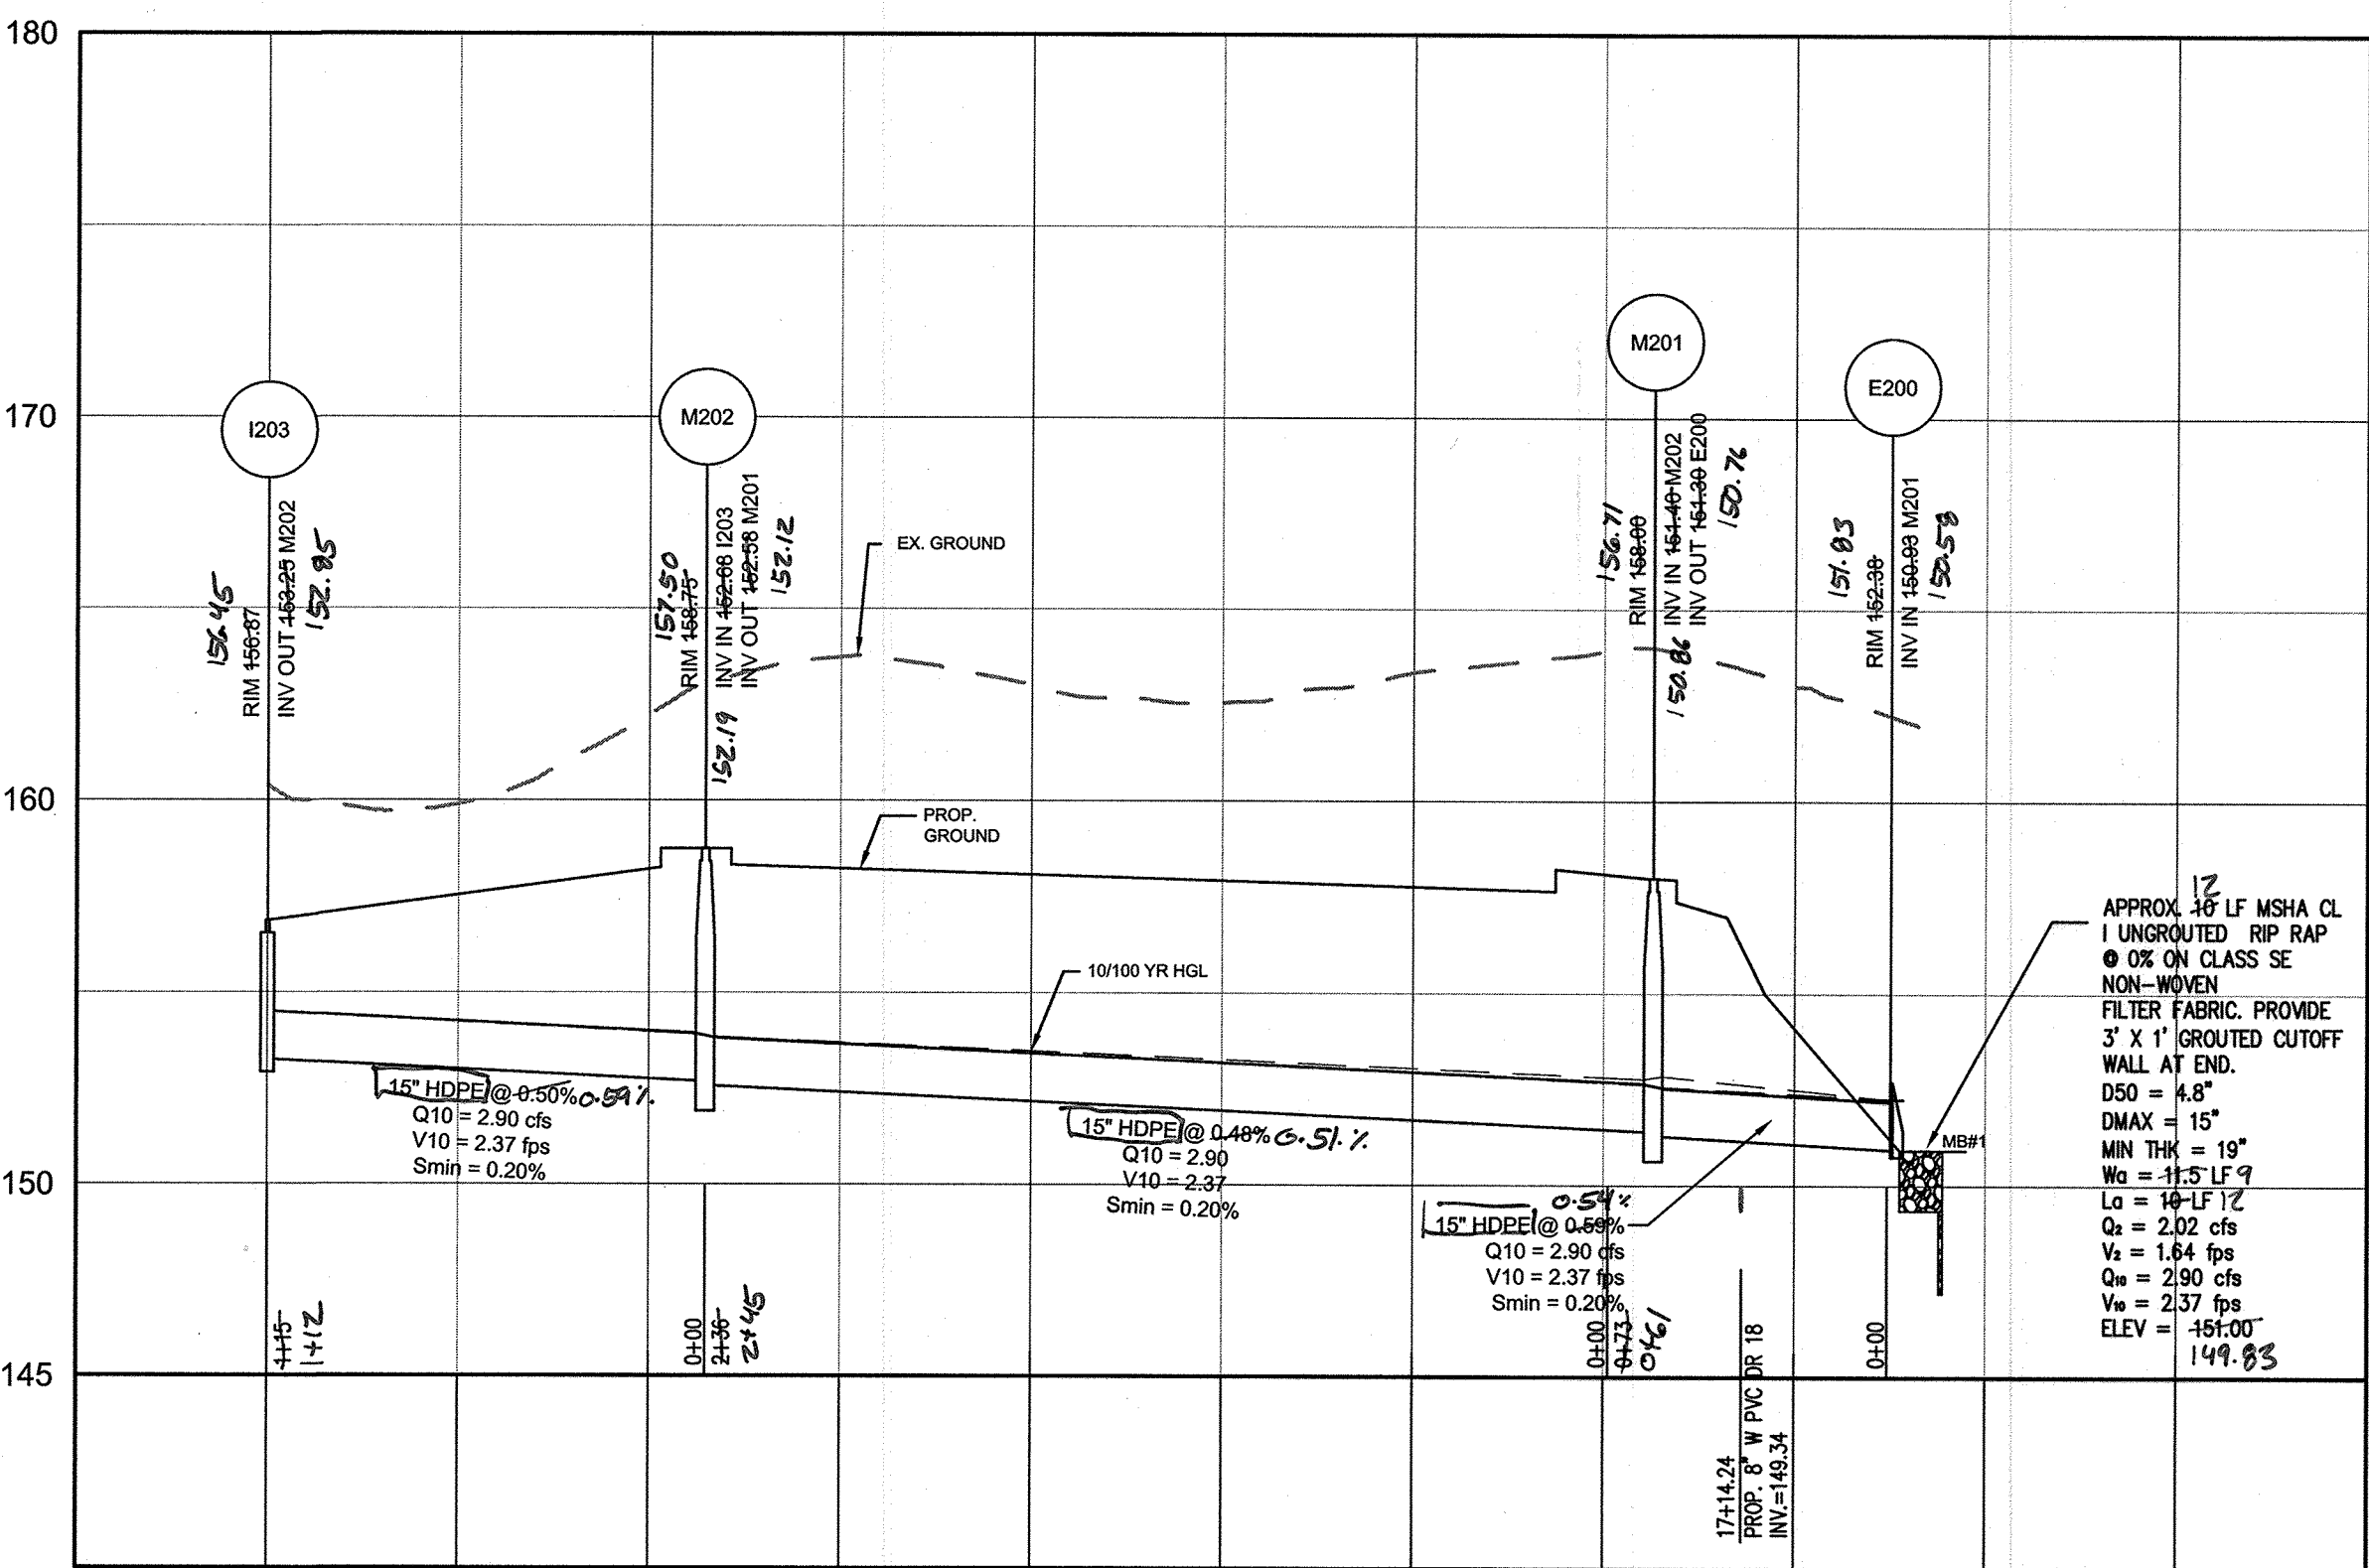 180
170
160
150
145
I203
156.45
RIM 156.87
INV OUT 153.25 M202
152.85
M202
157.50
RIM 158.75
INV IN 152.68 I203
INV OUT 152.58 M201
152.19
152.12
EX. GROUND
M201
156.71
RIM 158.00
INV IN 151.40 M202
INV OUT 151.30 E200
150.86
150.76
E200
151.83
RIM 152.38
INV IN 150.93 M201
150.58
PROP.
GROUND
10/100 YR HGL
15" HDPE @ 0.50% 0.59%
Q10 = 2.90 cfs
V10 = 2.37 fps
Smin = 0.20%
15" HDPE @ 0.48% 0.51%
Q10 = 2.90
V10 = 2.37
Smin = 0.20%
0.54%
15" HDPE @ 0.59%
Q10 = 2.90 cfs
V10 = 2.37 fps
Smin = 0.20%
12
APPROX. 10 LF MSHA CL
I UNGROUTED RIP RAP
@ 0% ON CLASS SE
NON-WOVEN
FILTER FABRIC. PROVIDE
3' X 1' GROUTED CUTOFF
WALL AT END.
D50 = 4.8"
DMAX = 15"
MIN THK = 19"
Wa = 11.5 LF 9
La = 10 LF 12
Q₂ = 2.02 cfs
V₂ = 1.64 fps
Q₁₀ = 2.90 cfs
V₁₀ = 2.37 fps
ELEV = 151.00
149.83
MB#1
1+15
1+12
0+00
2+36
2+45
0+00
0+73
0+61
17+14.24
PROP. 8" W PVC DR 18
INV.=149.34
0+00